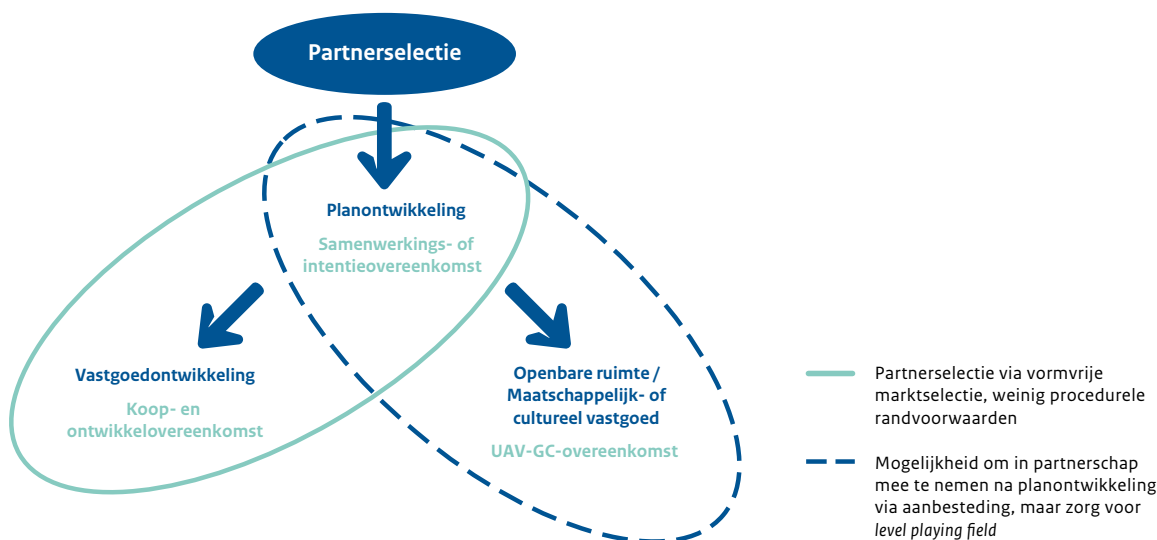 Partnerselectie
Planontwikkeling
Samenwerkings- of
intentieovereenkomst
Vastgoedontwikkeling
Koop- en
ontwikkelovereenkomst
Openbare ruimte /
Maatschappelijk- of
cultureel vastgoed
UAV-GC-overeenkomst
Partnerselectie via vormvrije
marktselectie, weinig procedurele
randvoorwaarden
Mogelijkheid om in partnerschap
mee te nemen na planontwikkeling
via aanbesteding, maar zorg voor
level playing field